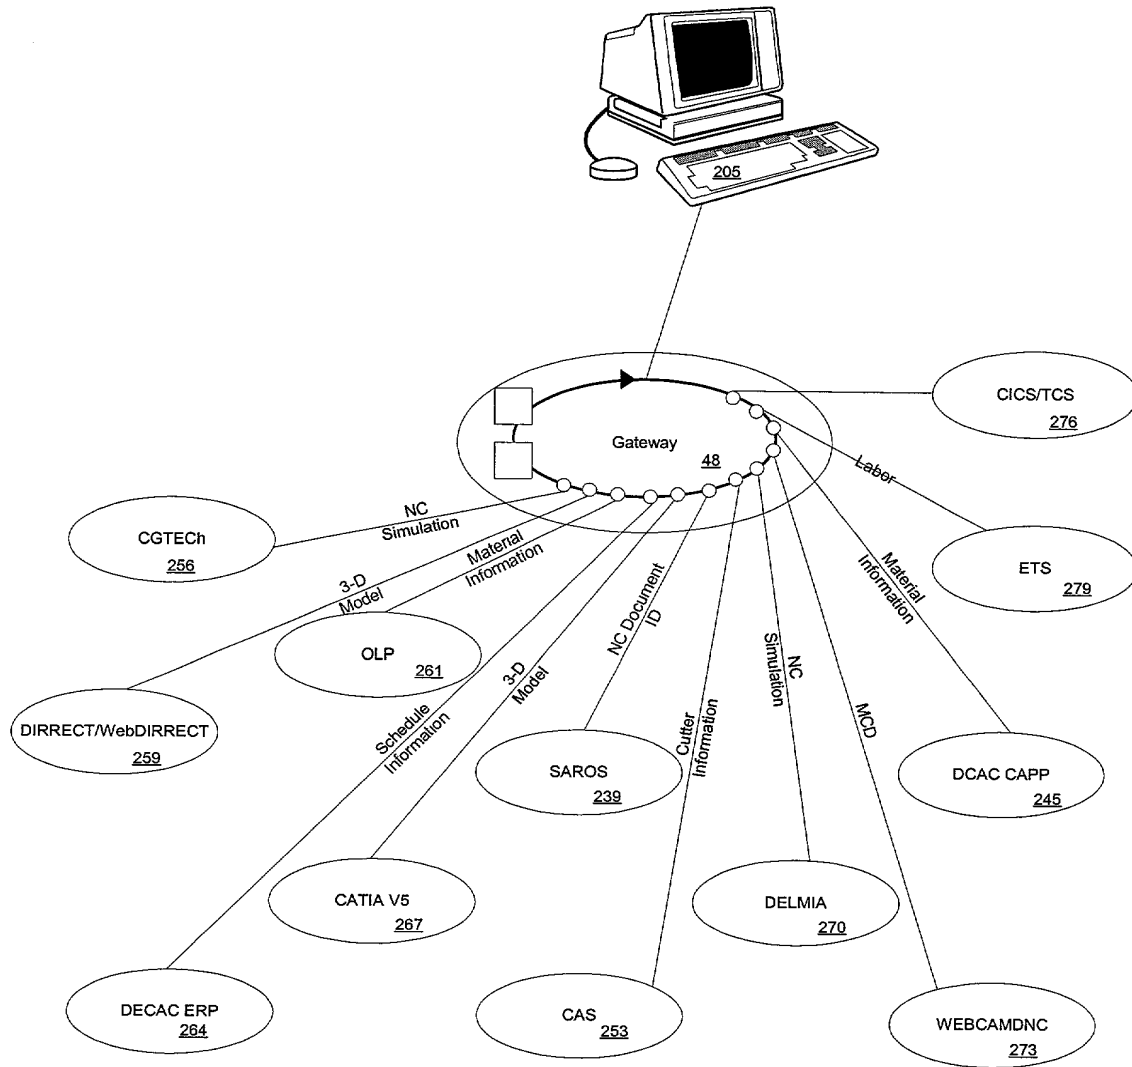 205
CICS/TCS
276
Gateway
48
Labor
ETS
279
CGTECh
256
NC
Simulation
3-D
Model
Material
Information
OLP
261
DIRRECT/WebDIRRECT
259
Schedule
Information
3-D
Model
NC Document
ID
SAROS
239
Cutter
Information
NC
Simulation
MCD
Material
Information
DCAC CAPP
245
CATIA V5
267
DELMIA
270
DECAC ERP
264
CAS
253
WEBCAMDNC
273